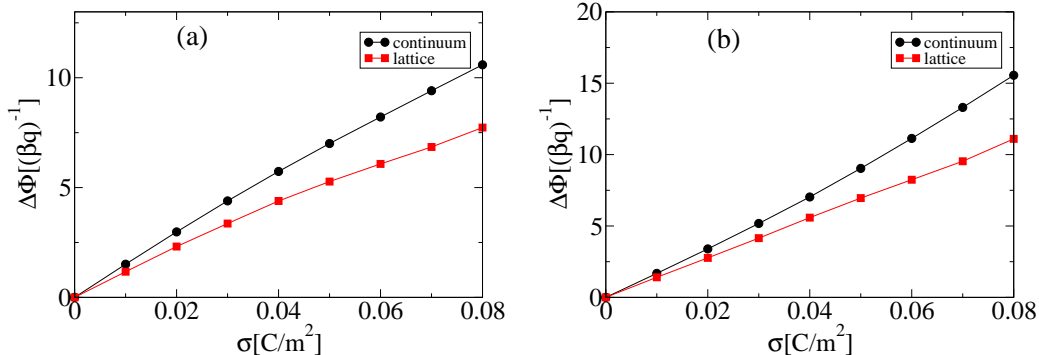 (a)
continuum
lattice
10
5
0
ΔΦ[(βq)⁻¹]
0
0.02
0.04
0.06
0.08
σ[C/m²]
(b)
continuum
lattice
20
15
10
5
0
ΔΦ[(βq)⁻¹]
0
0.02
0.04
0.06
0.08
σ[C/m²]